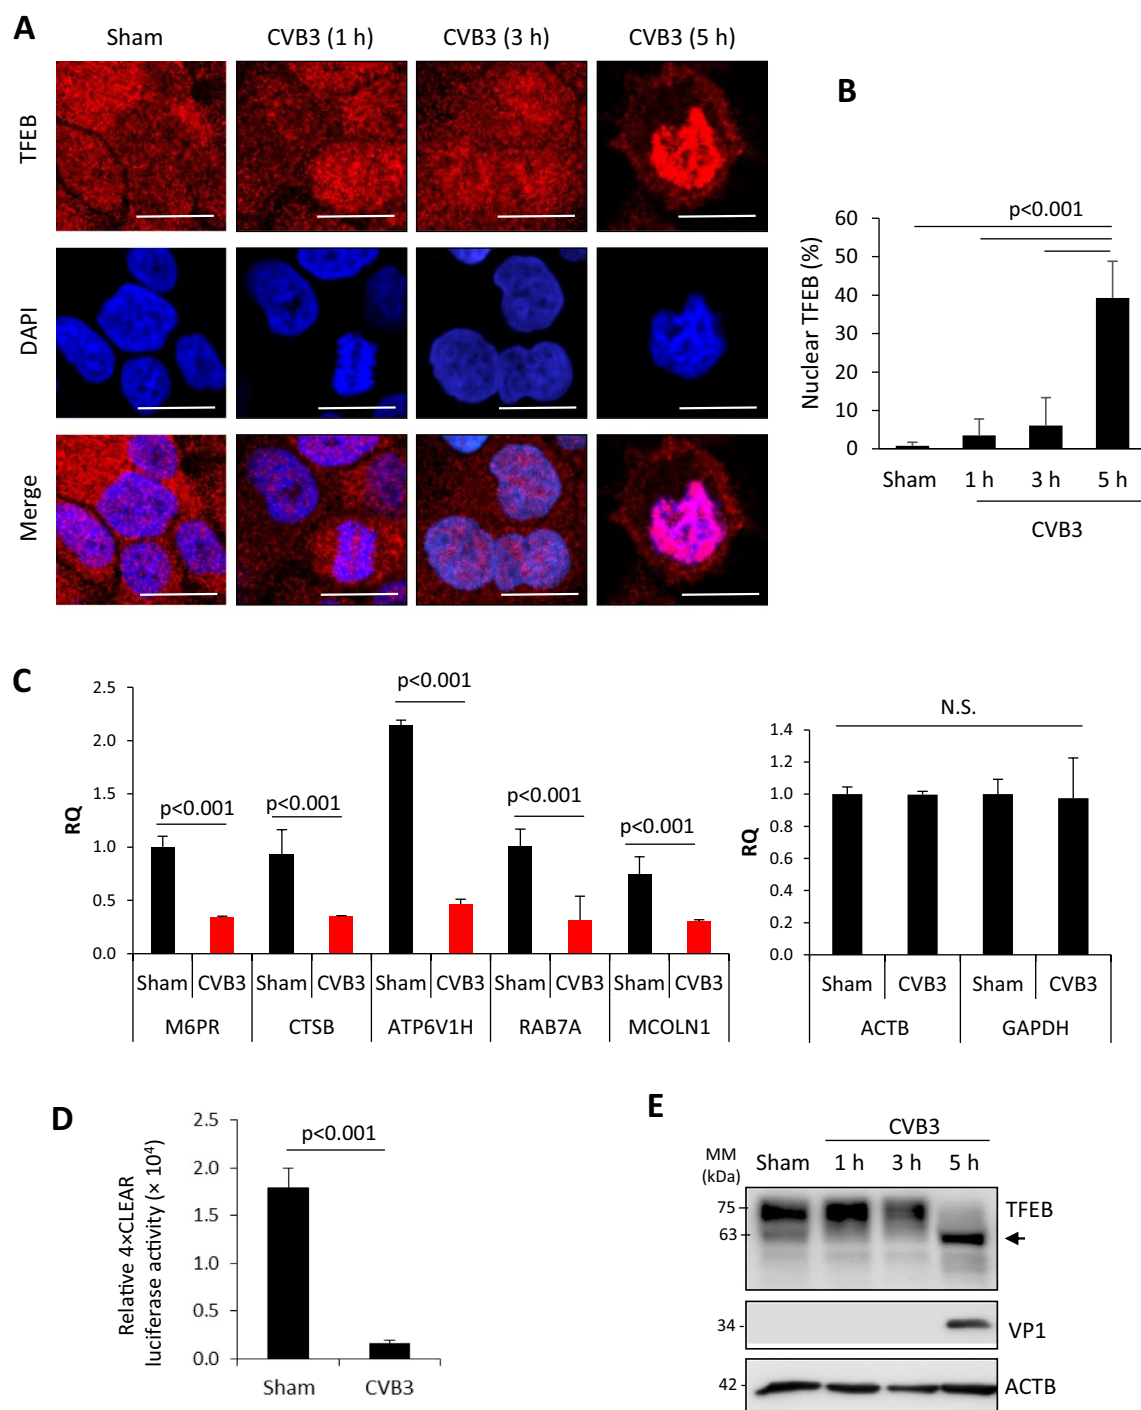 A
Sham
CVB3 (1 h)
CVB3 (3 h)
CVB3 (5 h)
TFEB
DAPI
Merge
B
Nuclear TFEB (%)
60
50
40
30
20
10
0
p<0.001
Sham
1 h
3 h
5 h
CVB3
C
RQ
2.5
2.0
1.5
1.0
0.5
0.0
p<0.001
p<0.001
p<0.001
p<0.001
p<0.001
Sham CVB3 Sham CVB3 Sham CVB3 Sham CVB3 Sham CVB3
M6PR CTSB ATP6V1H RAB7A MCOLN1
RQ
1.4
1.2
1.0
0.8
0.6
0.4
0.2
0.0
N.S.
Sham CVB3 Sham CVB3
ACTB GAPDH
D
Relative 4×CLEAR
luciferase activity (× 10⁴)
2.5
2.0
1.5
1.0
0.5
0.0
p<0.001
Sham CVB3
E
CVB3
MM
(kDa)
Sham 1 h 3 h 5 h
75
63
TFEB
34
VP1
42
ACTB